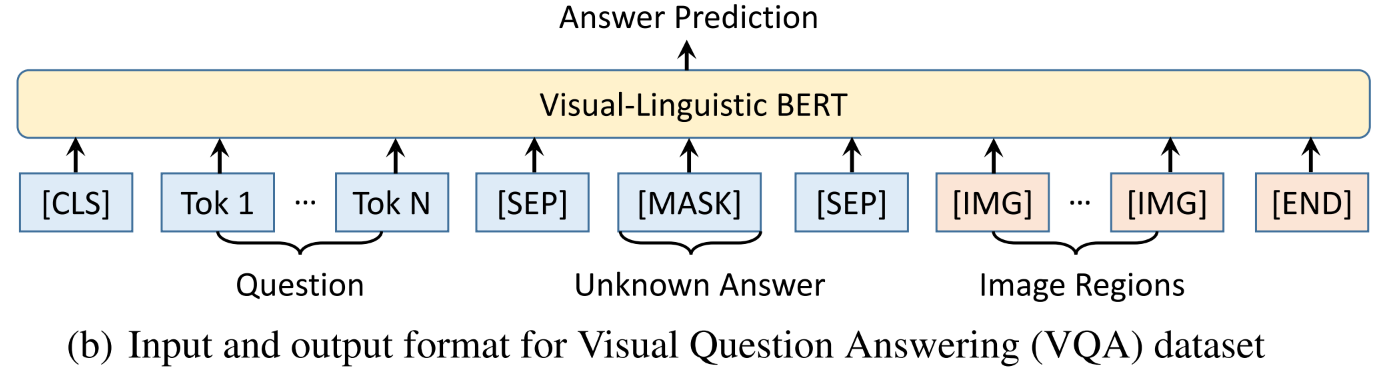 Answer Prediction
Visual-Linguistic BERT
[CLS] Tok 1 ... Tok N [SEP] [MASK] [SEP] [IMG] ... [IMG] [END]
Question Unknown Answer Image Regions
(b) Input and output format for Visual Question Answering (VQA) dataset